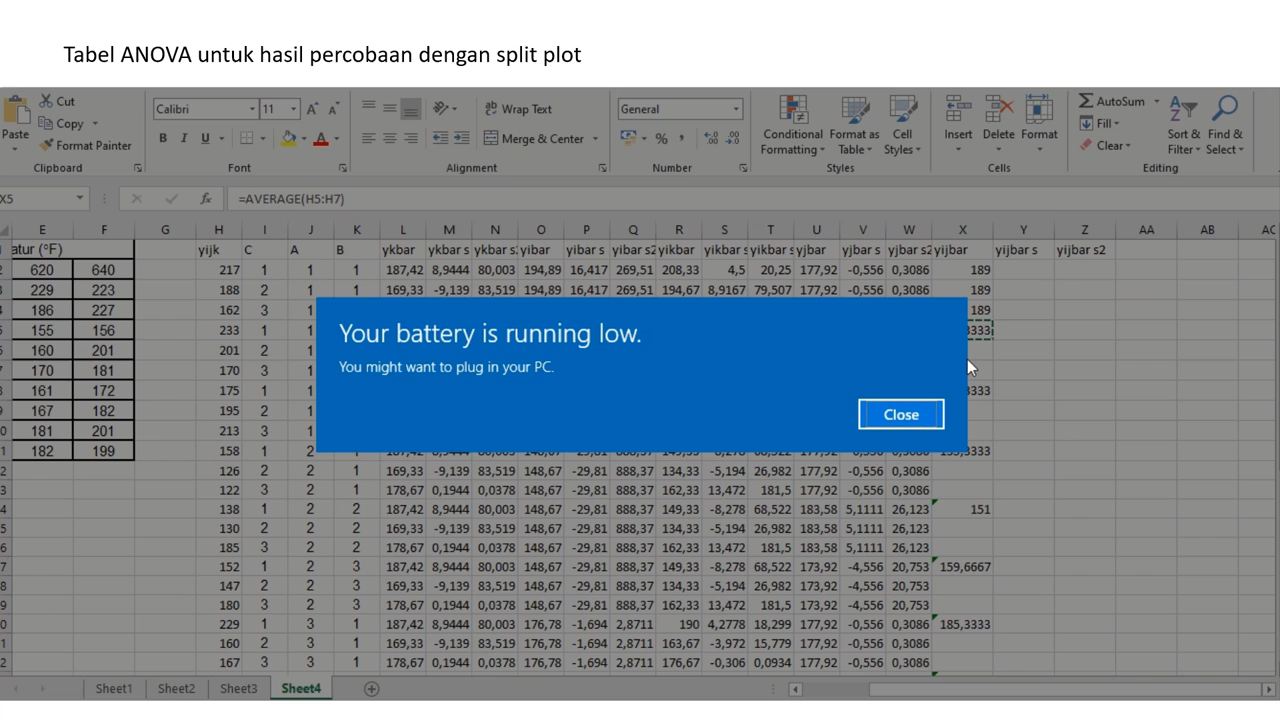 Tabel ANOVA untuk hasil percobaan dengan split plot
Paste Cut Copy Format Painter Clipboard
Calibri 11 B I U Font
Wrap Text Merge & Center Alignment
General % Number
Conditional Formatting Format as Table Cell Styles Styles
Insert Delete Format Cells
AutoSum Fill Clear Sort & Filter Find & Select Editing
X5 fx =AVERAGE(H5:H7)
E F G H I J K L M N O P Q R S T U V W X Y Z AA AB AC
atur (°F) yijk C A B ykbar ykbar s ykbar s2 yibar yibar s yibar s2 yikbar yikbar s yikbar s yjbar yjbar s yjbar s2 yijbar yijbar s yijbar s2
620 640 217 1 1 1 187,42 8,9444 80,003 194,89 16,417 269,51 208,33 4,5 20,25 177,92 -0,556 0,3086 189
229 223 188 2 1 1 169,33 -9,139 83,519 194,89 16,417 269,51 194,67 8,9167 79,507 177,92 -0,556 0,3086 189
186 227 162 3 1 189
155 156 233 1 1 3333
160 201 201 2 1
170 181 170 3 1
161 172 175 1 1 3333
167 182 195 2 1
181 201 213 3 1
182 199 158 1 2
126 2 2 1 169,33 -9,139 83,519 148,67 -29,81 888,37 134,33 -5,194 26,982 177,92 -0,556 0,3086
122 3 2 1 178,67 0,1944 0,0378 148,67 -29,81 888,37 162,33 13,472 181,5 177,92 -0,556 0,3086
138 1 2 2 187,42 8,9444 80,003 148,67 -29,81 888,37 149,33 -8,278 68,522 183,58 5,1111 26,123 151
130 2 2 2 169,33 -9,139 83,519 148,67 -29,81 888,37 134,33 -5,194 26,982 183,58 5,1111 26,123
185 3 2 2 178,67 0,1944 0,0378 148,67 -29,81 888,37 162,33 13,472 181,5 183,58 5,1111 26,123
152 1 2 3 187,42 8,9444 80,003 148,67 -29,81 888,37 149,33 -8,278 68,522 173,92 -4,556 20,753 159,6667
147 2 2 3 169,33 -9,139 83,519 148,67 -29,81 888,37 134,33 -5,194 26,982 173,92 -4,556 20,753
180 3 2 3 178,67 0,1944 0,0378 148,67 -29,81 888,37 162,33 13,472 181,5 173,92 -4,556 20,753
229 1 3 1 187,42 8,9444 80,003 176,78 -1,694 2,8711 190 4,2778 18,299 177,92 -0,556 0,3086 185,3333
160 2 3 1 169,33 -9,139 83,519 176,78 -1,694 2,8711 163,67 -3,972 15,779 177,92 -0,556 0,3086
167 3 3 1 178,67 0,1944 0,0378 176,78 -1,694 2,8711 176,67 -0,306 0,0934 177,92 -0,556 0,3086
Your battery is running low.
You might want to plug in your PC.
Close
Sheet1 Sheet2 Sheet3 Sheet4